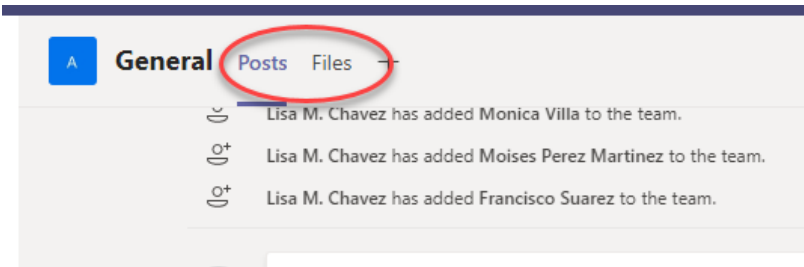 A General Posts Files +
Lisa M. Chavez has added Monica Villa to the team.
Lisa M. Chavez has added Moises Perez Martinez to the team.
Lisa M. Chavez has added Francisco Suarez to the team.